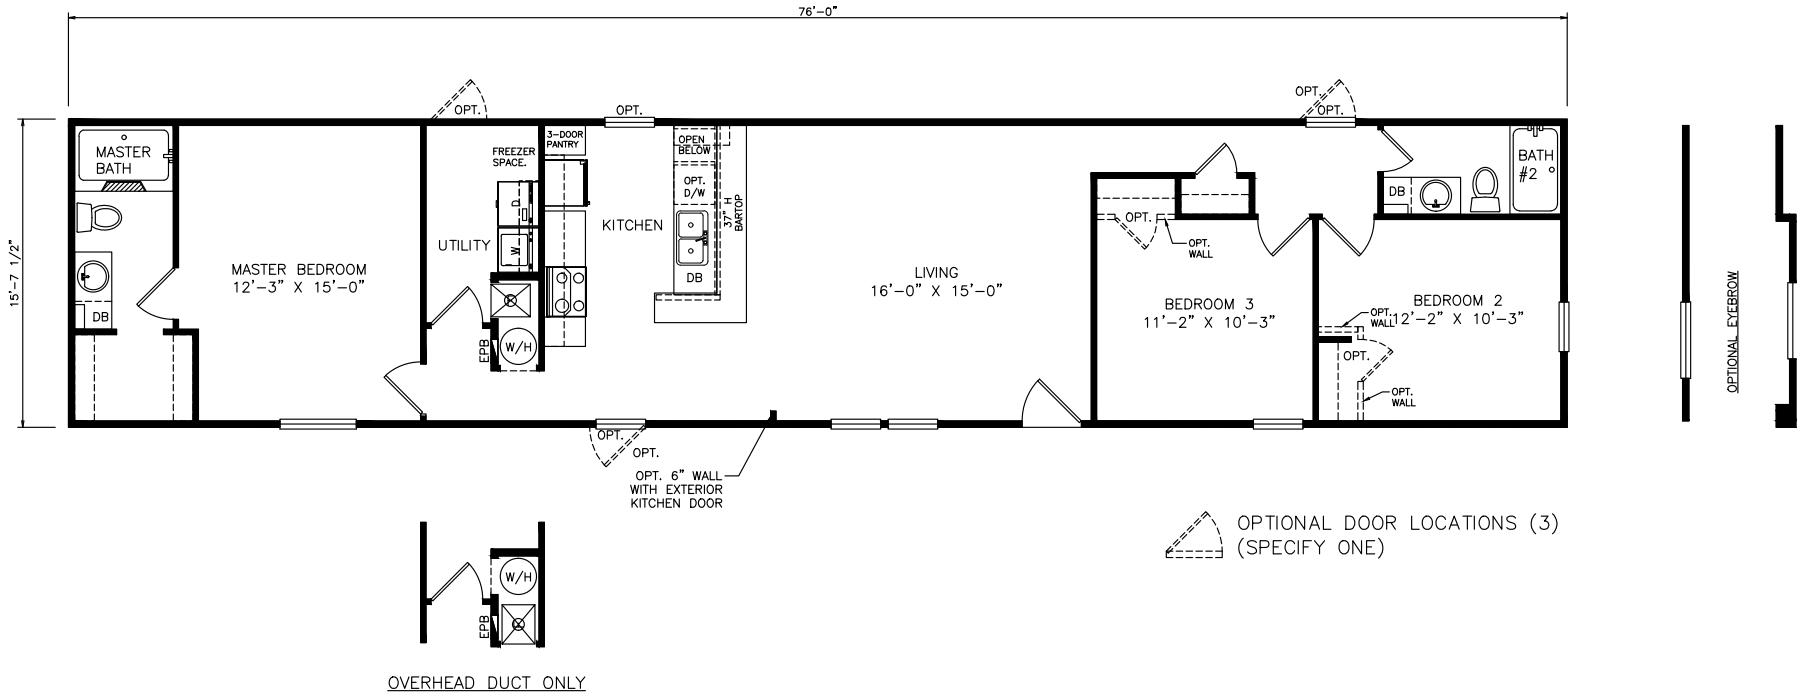 76'-0"
15'-7 1/2"
OPT.
OPT.
OPT.
OPT.
MASTER
BATH
DB
MASTER BEDROOM
12'-3" X 15'-0"
FREEZER
SPACE.
3-DOOR
PANTRY
UTILITY
D
W
W/H
EPB
KITCHEN
OPEN
BELOW
OPT.
D/W
DB
37" H
BARTOP
LIVING
16'-0" X 15'-0"
OPT.
OPT.
WALL
BEDROOM 3
11'-2" X 10'-3"
DB
BATH
#2
BEDROOM 2
12'-2" X 10'-3"
OPT.
WALL
OPT.
OPT.
WALL
OPT.
OPT.
OPT. 6" WALL
WITH EXTERIOR
KITCHEN DOOR
OPTIONAL EYEBROW
OPTIONAL DOOR LOCATIONS (3)
(SPECIFY ONE)
W/H
EPB
OVERHEAD DUCT ONLY